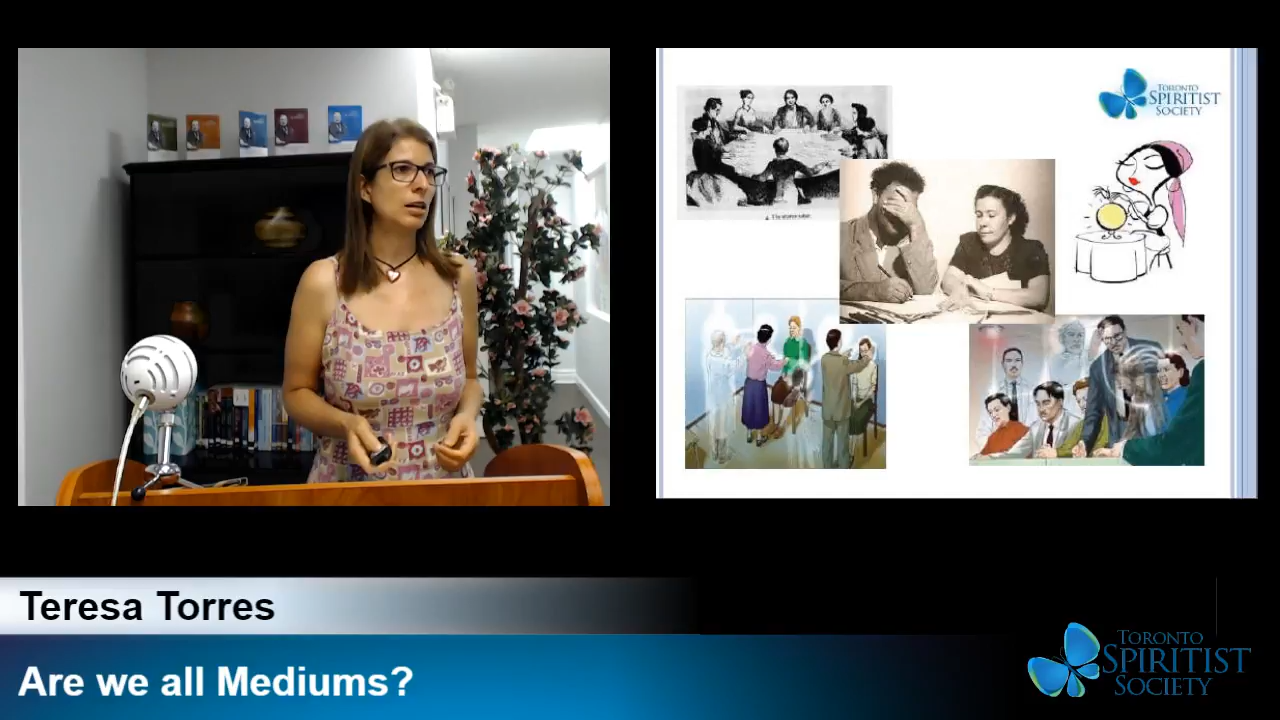 TORONTO
SPIRITIST
SOCIETY
Teresa Torres
Are we all Mediums?
TORONTO
SPIRITIST
SOCIETY